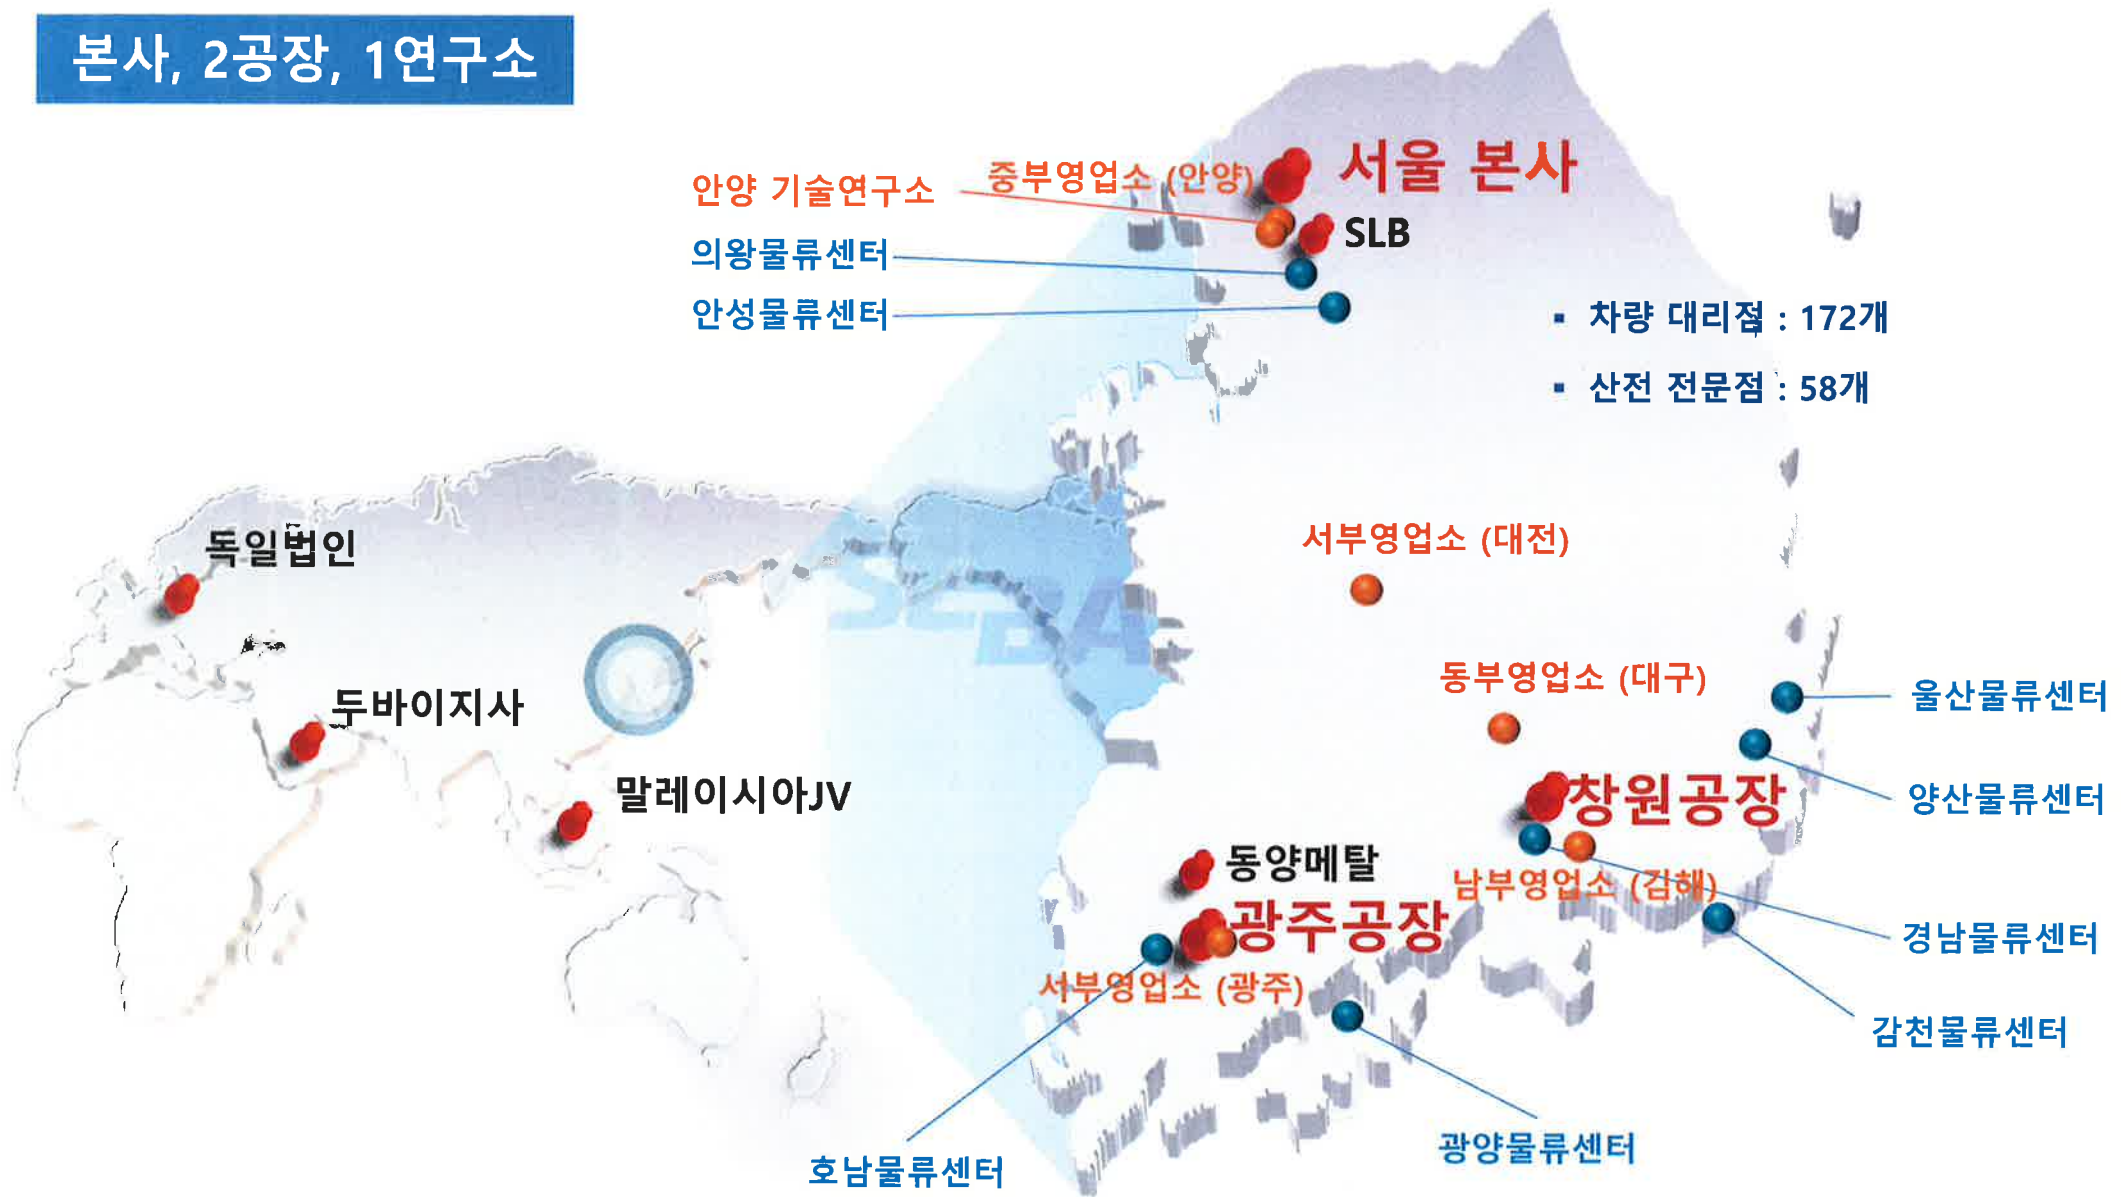 본사, 2공장, 1연구소
서울 본사
중부영업소 (안양)
안양 기술연구소
SLB
의왕물류센터
안성물류센터
▪ 차량 대리점 : 172개
▪ 산전 전문점 : 58개
서부영업소 (대전)
독일법인
두바이지사
말레이시아JV
동부영업소 (대구)
울산물류센터
양산물류센터
창원공장
동양메탈
남부영업소 (김해)
광주공장
경남물류센터
서부영업소 (광주)
감천물류센터
광양물류센터
호남물류센터